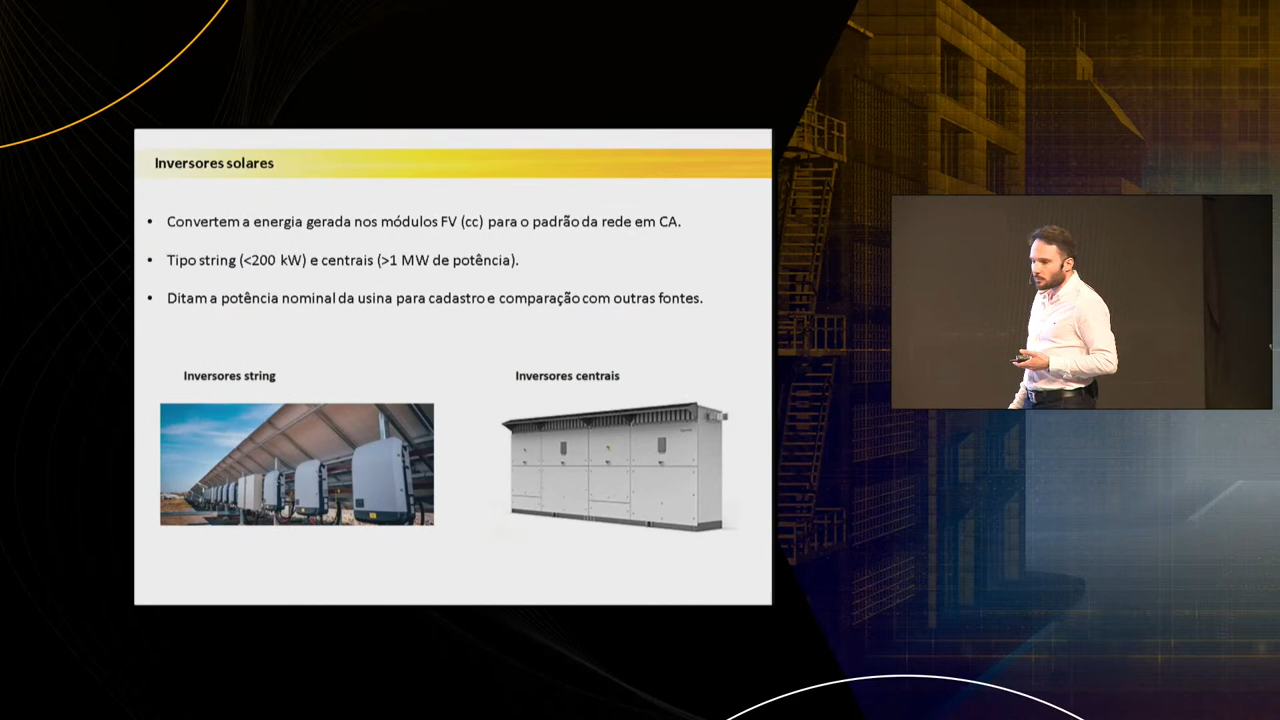 Inversores solares
• Convertem a energia gerada nos módulos FV (cc) para o padrão da rede em CA.
• Tipo string (<200 kW) e centrais (>1 MW de potência).
• Ditam a potência nominal da usina para cadastro e comparação com outras fontes.
Inversores string
Inversores centrais